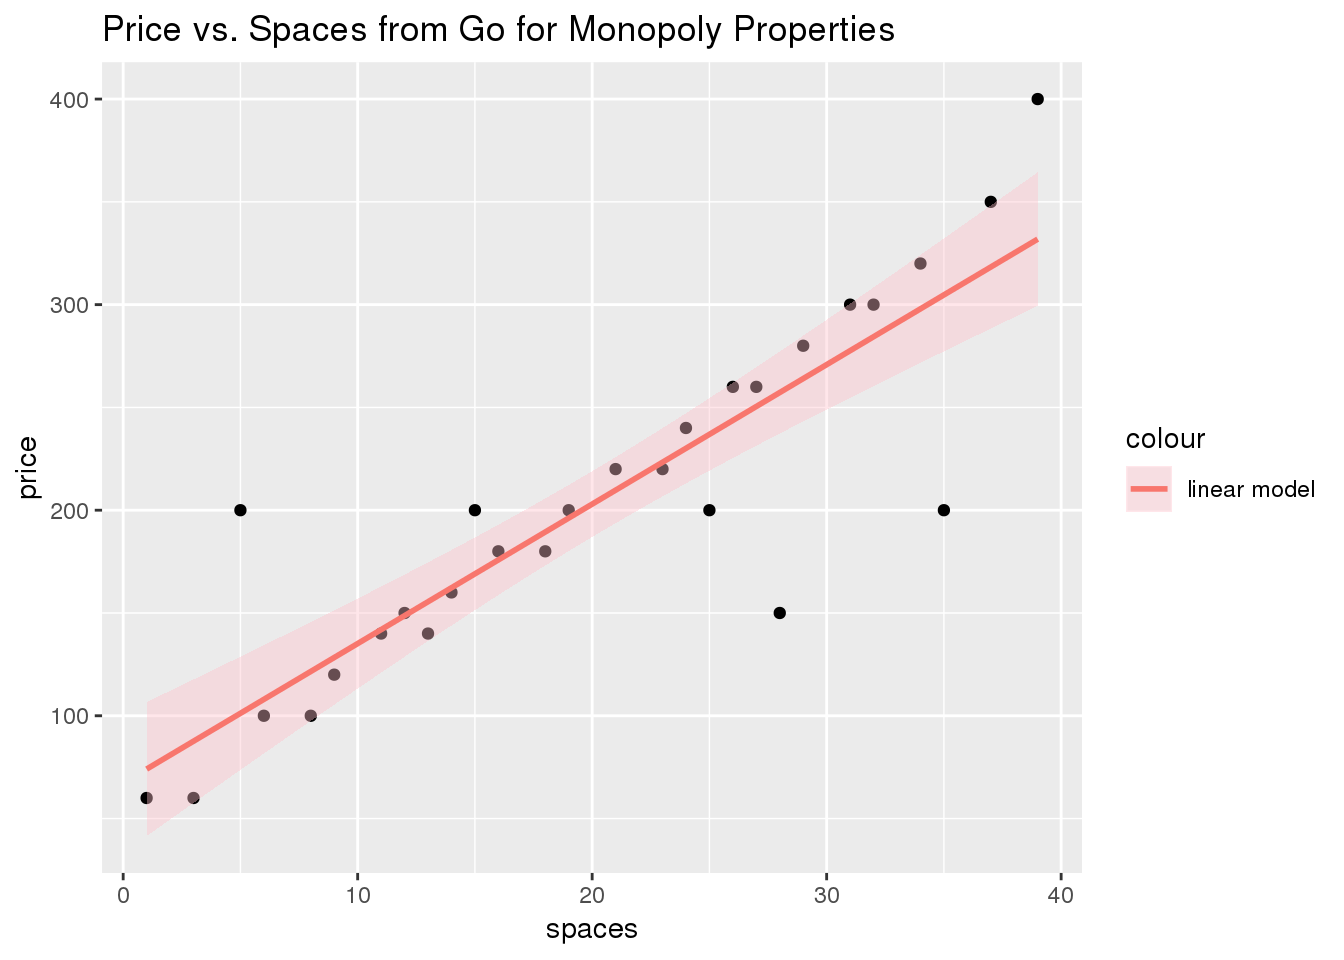 Price vs. Spaces from Go for Monopoly Properties
400
300
200
100
price
0 10 20 30 40
spaces
colour
linear model